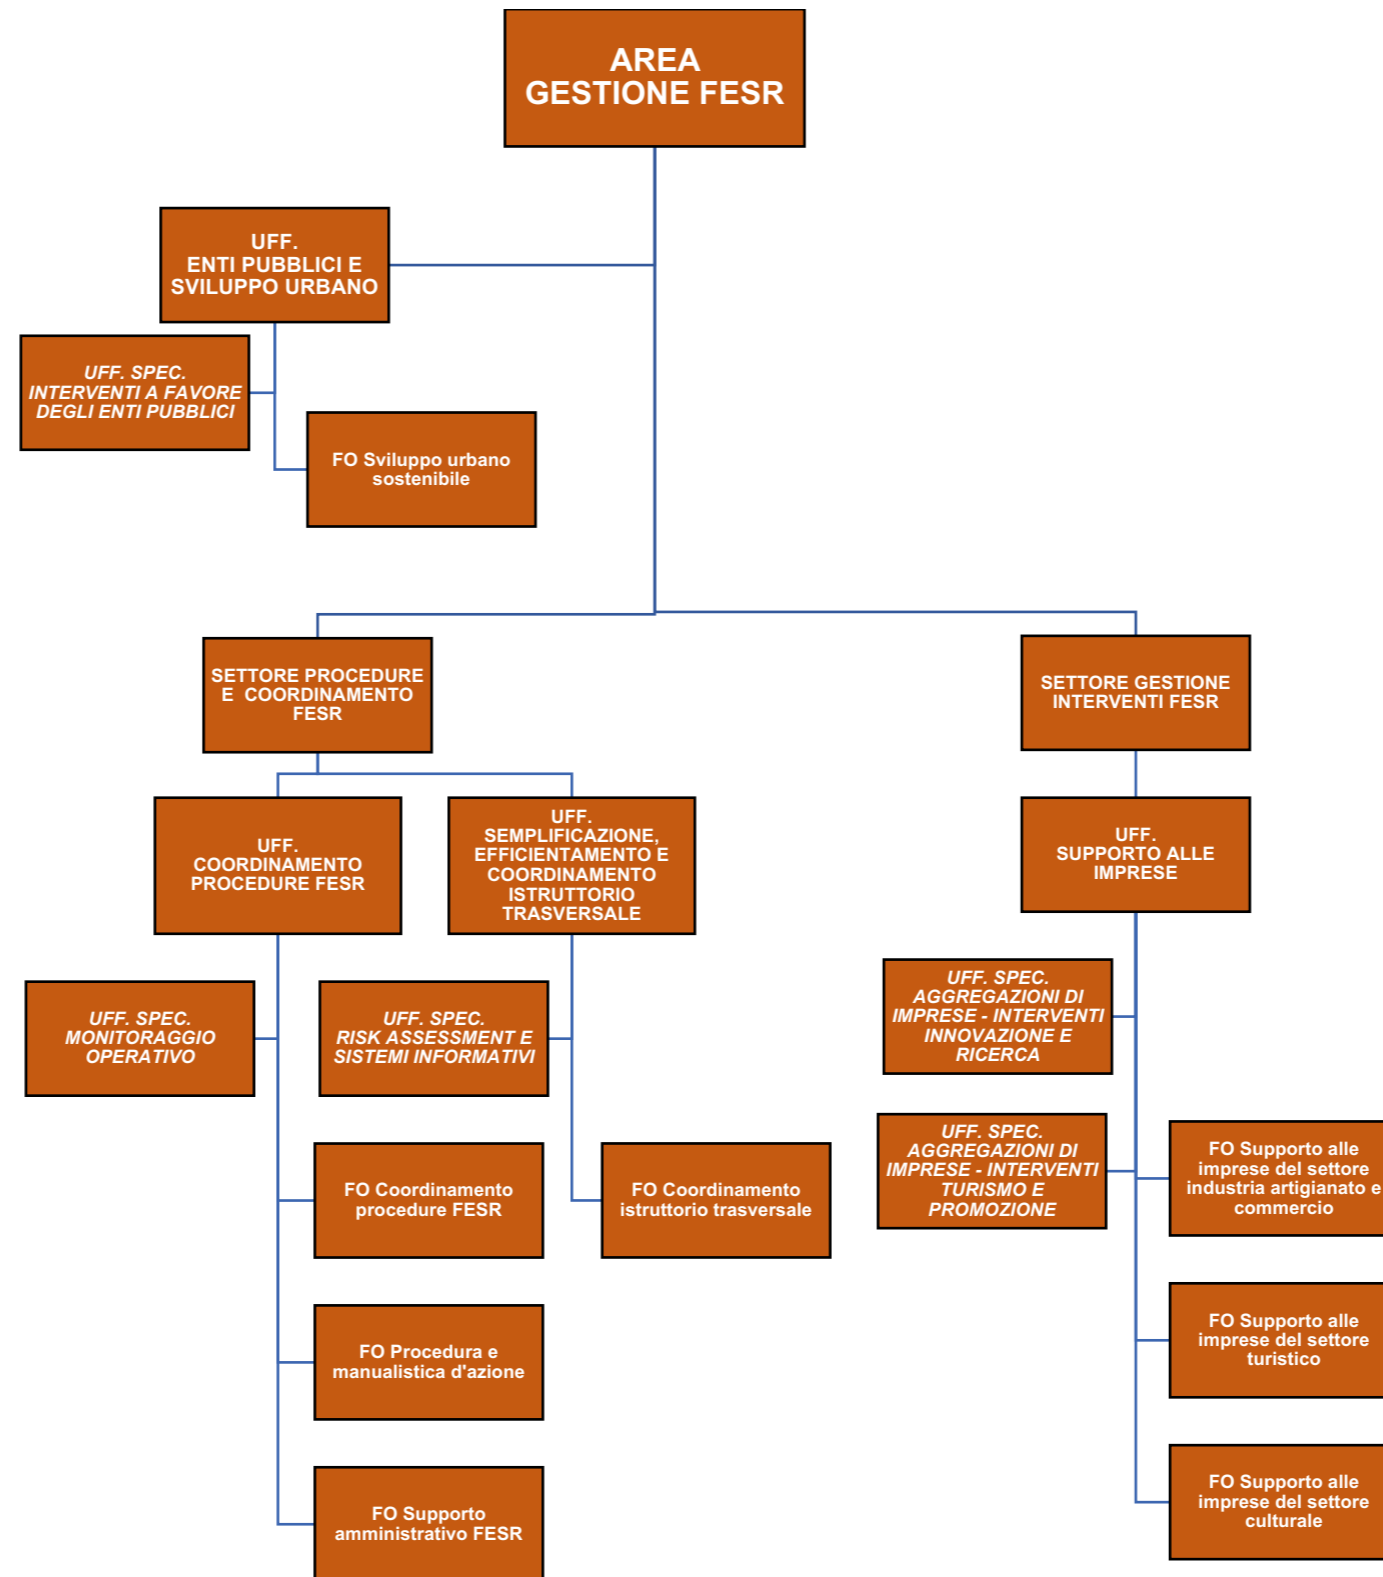 AREA
GESTIONE FESR
UFF.
ENTI PUBBLICI E
SVILUPPO URBANO
UFF. SPEC.
INTERVENTI A FAVORE
DEGLI ENTI PUBBLICI
FO Sviluppo urbano
sostenibile
SETTORE PROCEDURE
E  COORDINAMENTO
FESR
SETTORE GESTIONE
INTERVENTI FESR
UFF.
COORDINAMENTO
PROCEDURE FESR
UFF.
SEMPLIFICAZIONE,
EFFICIENTAMENTO E
COORDINAMENTO
ISTRUTTORIO
TRASVERSALE
UFF.
SUPPORTO ALLE
IMPRESE
UFF. SPEC.
MONITORAGGIO
OPERATIVO
UFF. SPEC.
RISK ASSESSMENT E
SISTEMI INFORMATIVI
UFF. SPEC.
AGGREGAZIONI DI
IMPRESE - INTERVENTI
INNOVAZIONE E
RICERCA
UFF. SPEC.
AGGREGAZIONI DI
IMPRESE - INTERVENTI
TURISMO E
PROMOZIONE
FO Supporto alle
imprese del settore
industria artigianato e
commercio
FO Coordinamento
procedure FESR
FO Coordinamento
istruttorio trasversale
FO Procedura e
manualistica d'azione
FO Supporto alle
imprese del settore
turistico
FO Supporto
amministrativo FESR
FO Supporto alle
imprese del settore
culturale